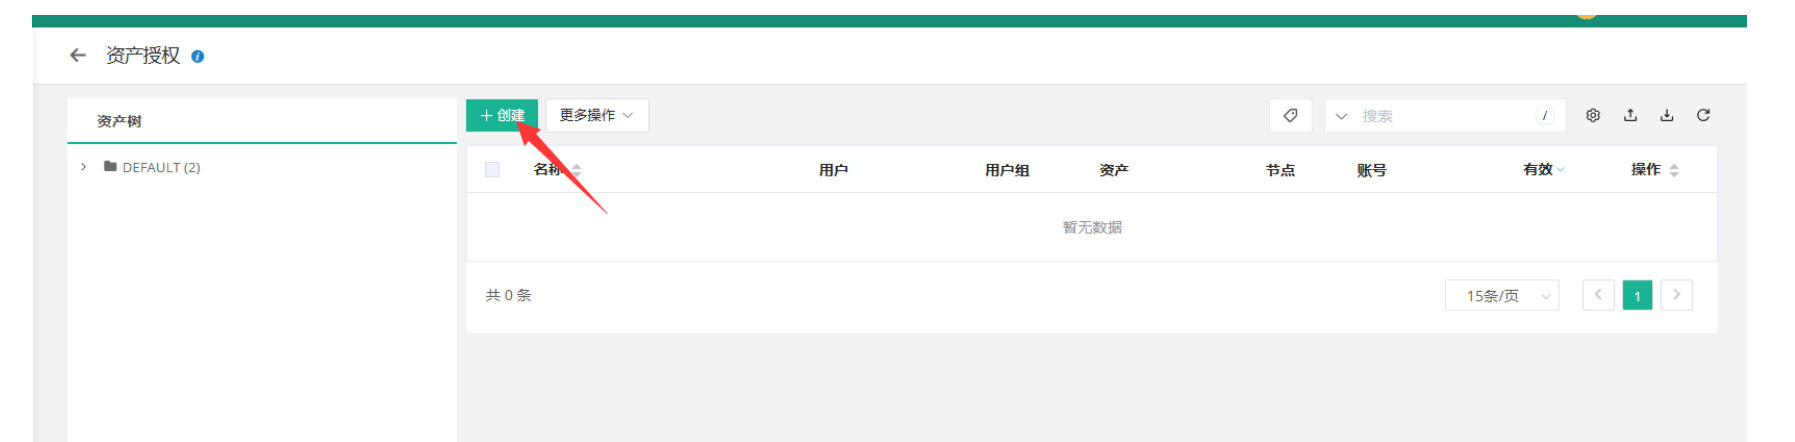 资产授权
资产树
创建 更多操作 搜索 /
DEFAULT (2)
名称 用户 用户组 资产 节点 账号 有效 操作
暂无数据
共 0 条 15条/页 1